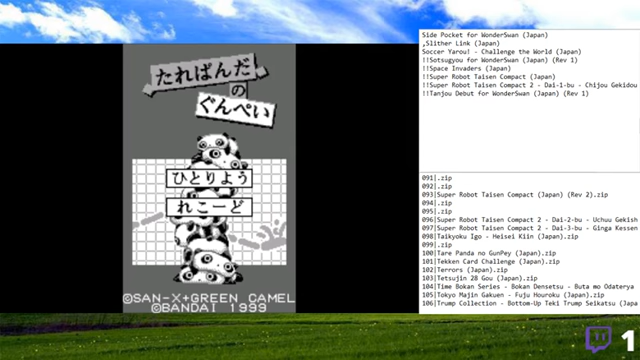 たれぱんだ
の
ぐんぺい
ひとりよう
れこーど
©SAN-X+GREEN CAMEL
©BANDAI 1999
Side Pocket for WonderSwan (Japan)
,Slither Link (Japan)
Soccer Yarou! - Challenge the World (Japan)
!!Sotsugyou for WonderSwan (Japan) (Rev 1)
!!Space Invaders (Japan)
!!Super Robot Taisen Compact (Japan)
!!Super Robot Taisen Compact 2 - Dai-1-bu - Chijou Gekidou
!!Tanjou Debut for WonderSwan (Japan) (Rev 1)
091|.zip
092|.zip
093|Super Robot Taisen Compact (Japan) (Rev 2).zip
094|.zip
095|.zip
096|Super Robot Taisen Compact 2 - Dai-2-bu - Uchuu Gekish
097|Super Robot Taisen Compact 2 - Dai-3-bu - Ginga Kessen
098|Taikyoku Igo - Heisei Kiin (Japan).zip
099|.zip
100|Tare Panda no GunPey (Japan).zip
101|Tekken Card Challenge (Japan).zip
102|Terrors (Japan).zip
103|Tetsujin 28 Gou (Japan).zip
104|Time Bokan Series - Bokan Densetsu - Buta mo Odaterya
105|Tokyo Majin Gakuen - Fuju Houroku (Japan).zip
106|Trump Collection - Bottom-Up Teki Trump Seikatsu (Japa
1